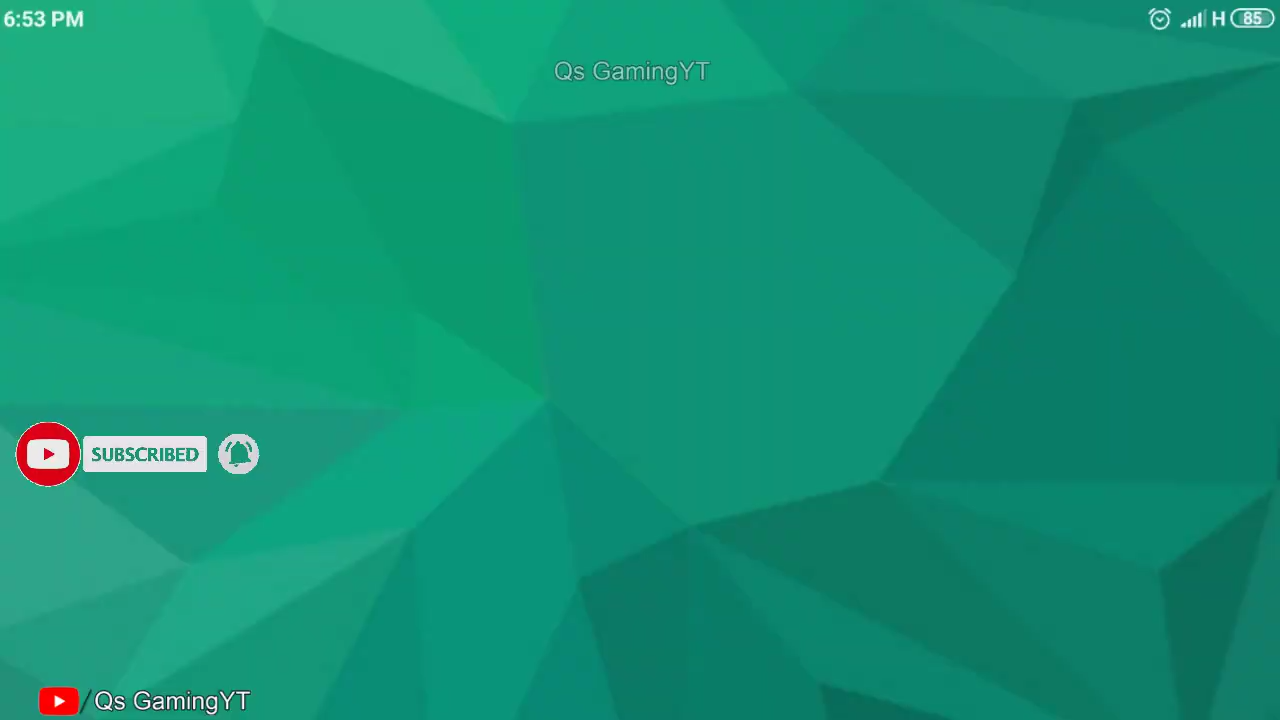 6:53 PM
H
85
Qs GamingYT
SUBSCRIBED
/ Qs GamingYT